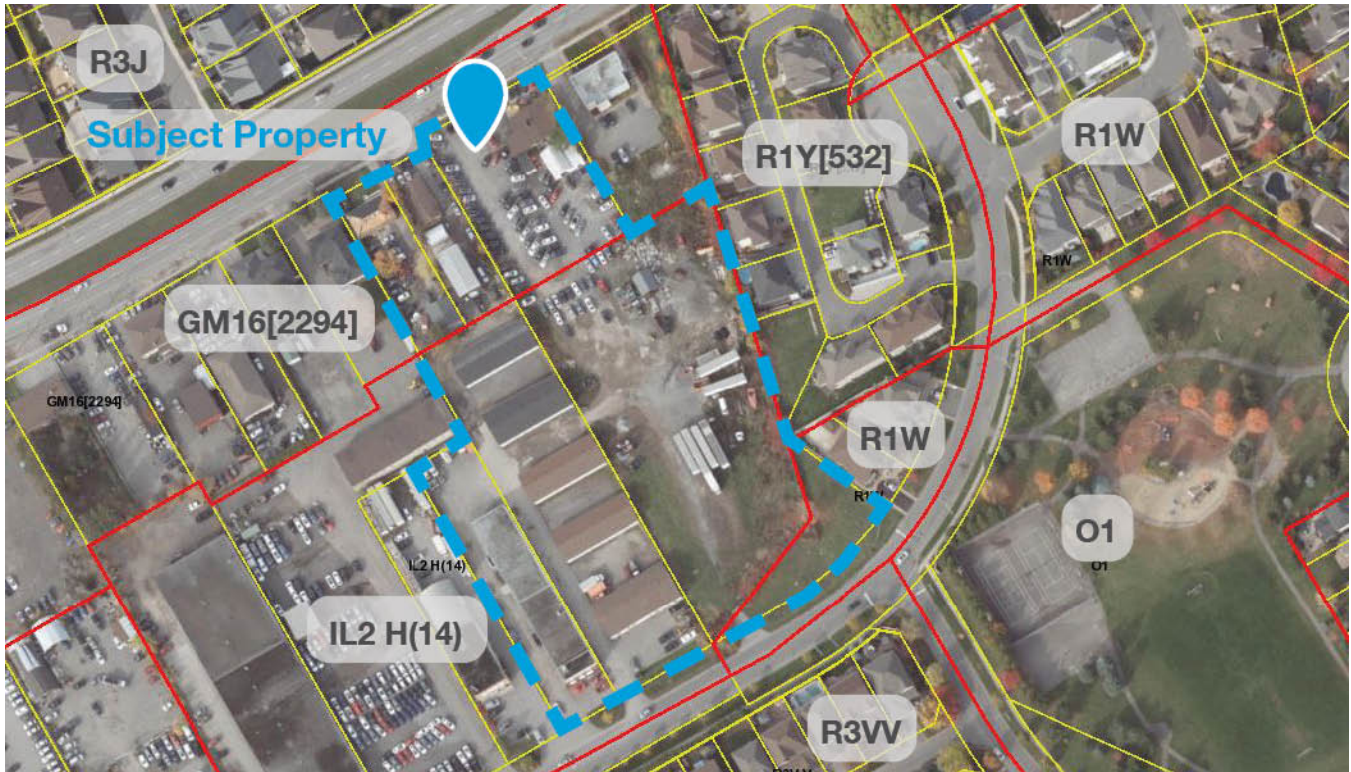 R3J
Subject Property
R1Y[532]
R1W
R1W
GM16[2294]
GM16[2294]
R1W
R1W
O1
O1
IL2 H(14)
IL2 H(14)
R3VV